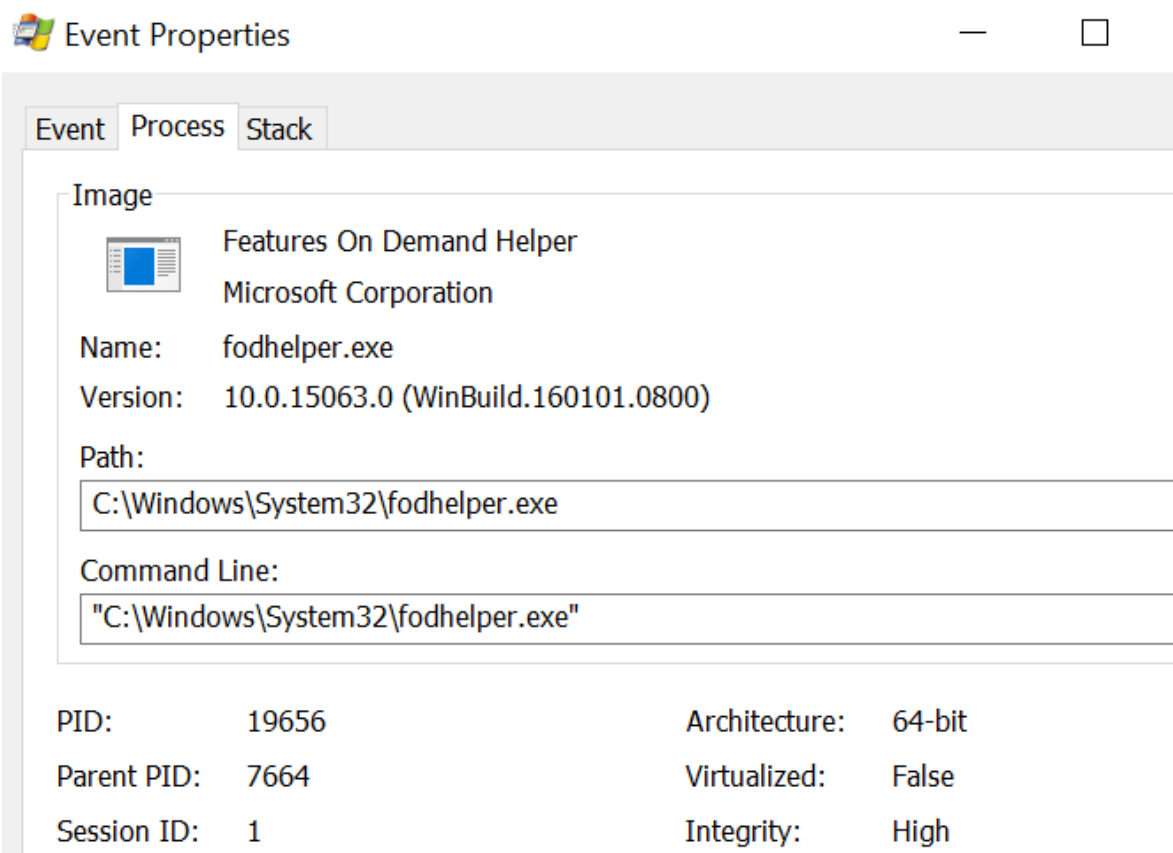 Event Properties
Event Process Stack
Image
Features On Demand Helper
Microsoft Corporation
Name: fodhelper.exe
Version: 10.0.15063.0 (WinBuild.160101.0800)
Path:
C:\Windows\System32\fodhelper.exe
Command Line:
"C:\Windows\System32\fodhelper.exe"
PID: 19656 Architecture: 64-bit
Parent PID: 7664 Virtualized: False
Session ID: 1 Integrity: High